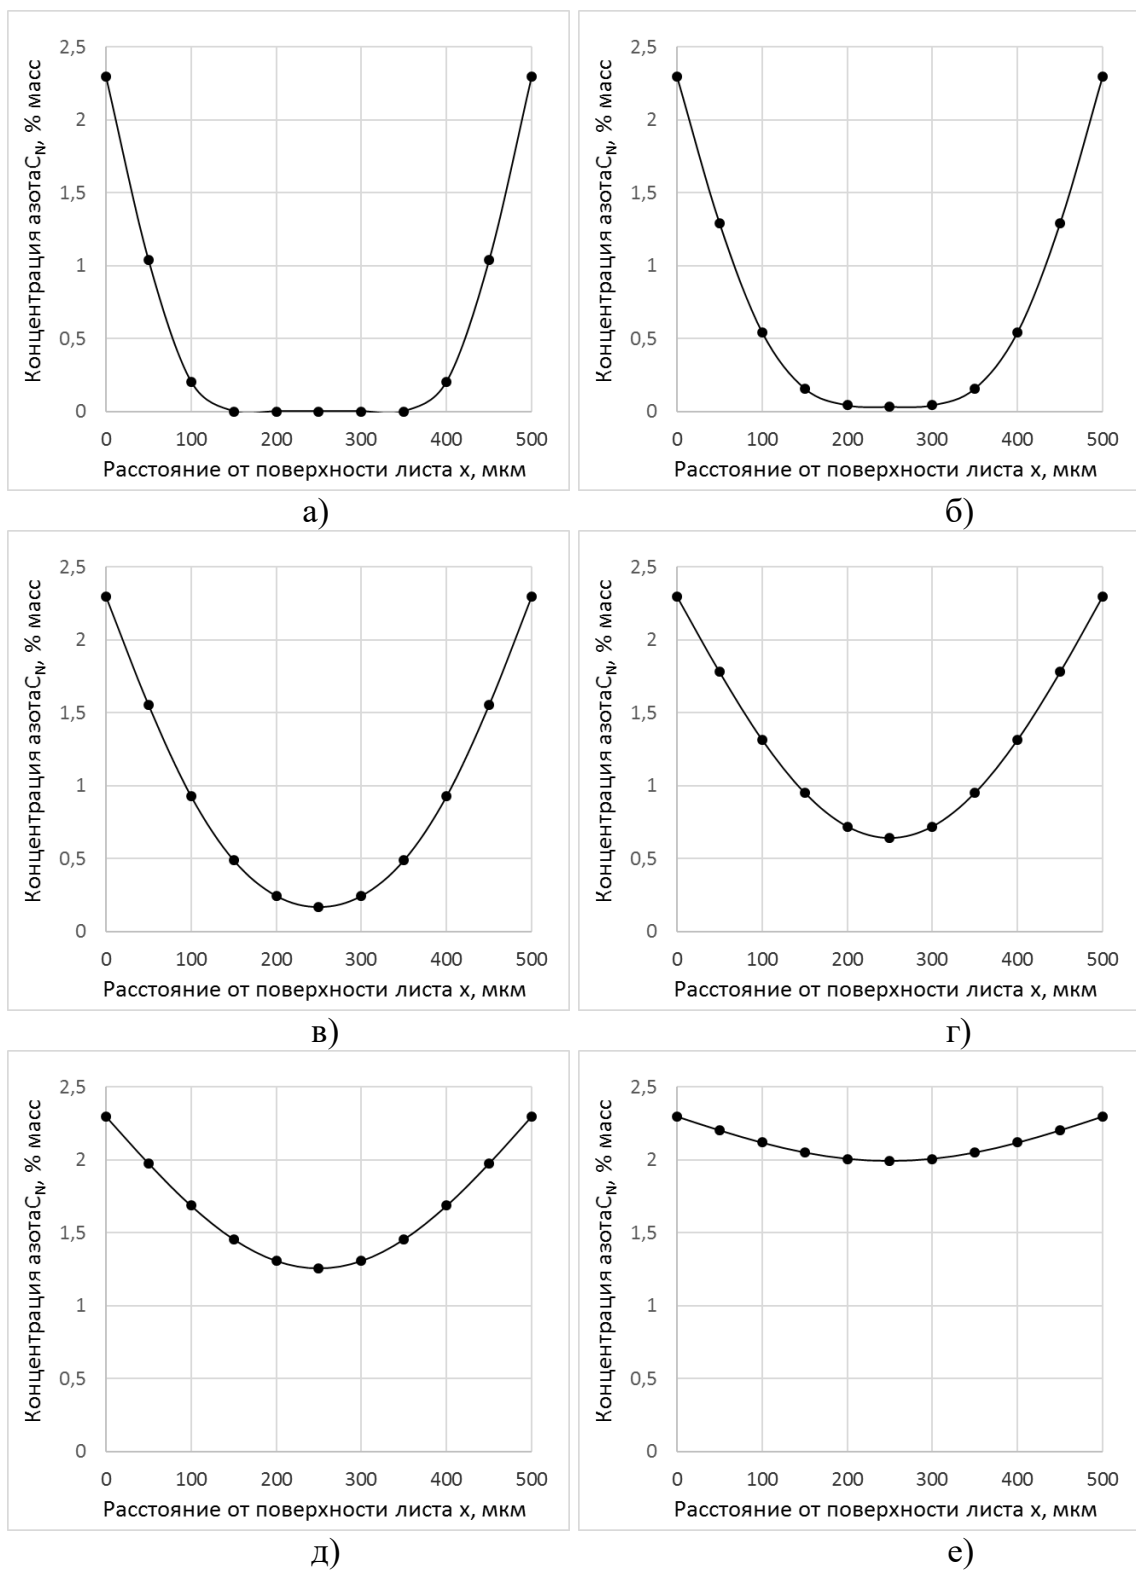 Концентрация азотаC_N, % масс
2,5
2
1,5
1
0,5
0
0 100 200 300 400 500
Расстояние от поверхности листа x, мкм
а)
Концентрация азотаC_N, % масс
2,5
2
1,5
1
0,5
0
0 100 200 300 400 500
Расстояние от поверхности листа x, мкм
б)
Концентрация азотаC_N, % масс
2,5
2
1,5
1
0,5
0
0 100 200 300 400 500
Расстояние от поверхности листа x, мкм
в)
Концентрация азотаC_N, % масс
2,5
2
1,5
1
0,5
0
0 100 200 300 400 500
Расстояние от поверхности листа x, мкм
г)
Концентрация азотаC_N, % масс
2,5
2
1,5
1
0,5
0
0 100 200 300 400 500
Расстояние от поверхности листа x, мкм
д)
Концентрация азотаC_N, % масс
2,5
2
1,5
1
0,5
0
0 100 200 300 400 500
Расстояние от поверхности листа x, мкм
е)